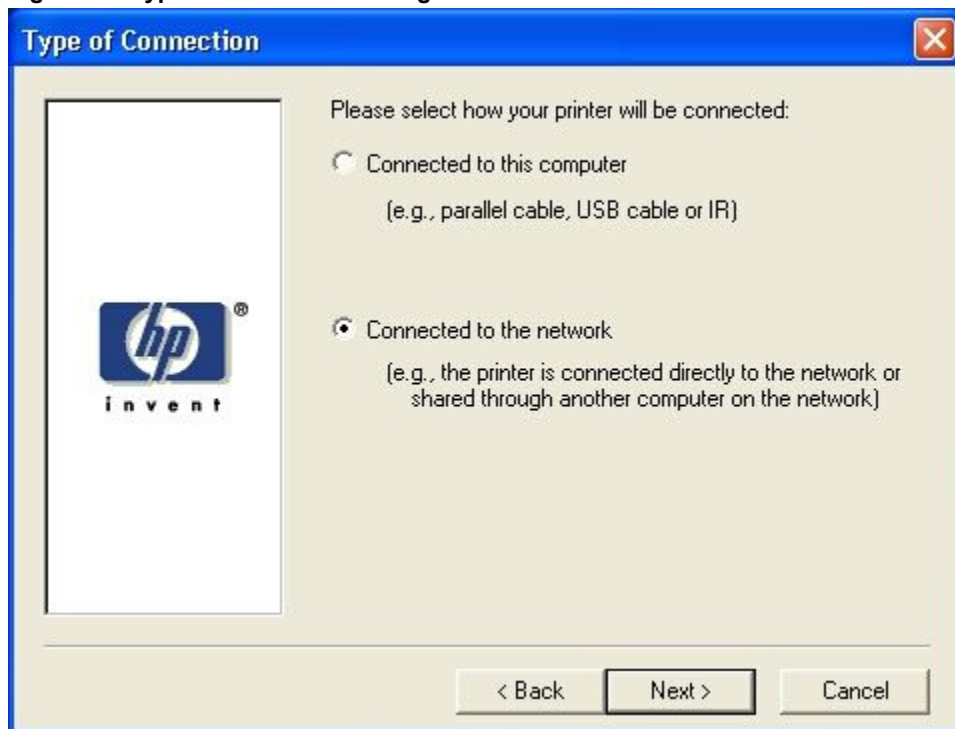 Type of Connection
Please select how your printer will be connected:
Connected to this computer
(e.g., parallel cable, USB cable or IR)
hp ®
invent
Connected to the network
(e.g., the printer is connected directly to the network or
shared through another computer on the network)
< Back
Next >
Cancel